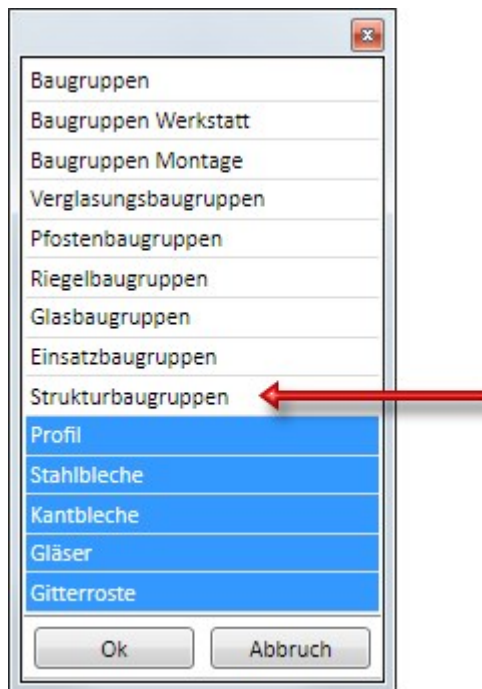 Baugruppen
Baugruppen Werkstatt
Baugruppen Montage
Verglasungsbaugruppen
Pfostenbaugruppen
Riegelbaugruppen
Glasbaugruppen
Einsatzbaugruppen
Strukturbaugruppen
Profil
Stahlbleche
Kantbleche
Gläser
Gitterroste
Ok Abbruch